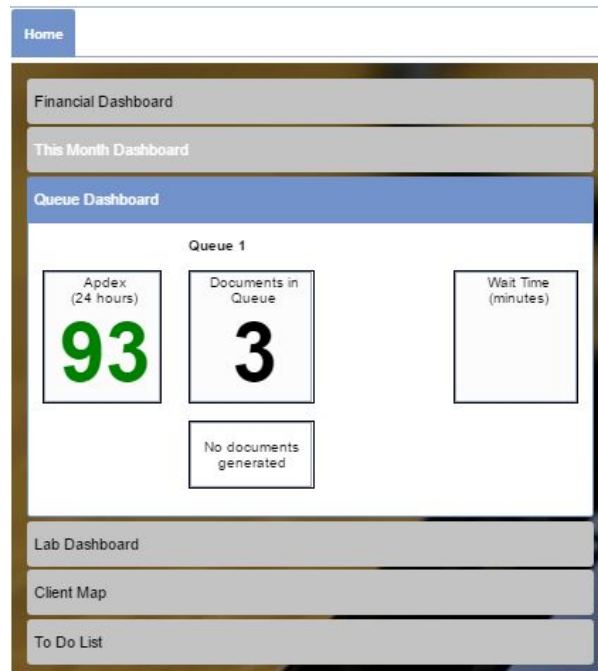 Home
Financial Dashboard
This Month Dashboard
Queue Dashboard
Queue 1
Apdex
(24 hours)
93
Documents in
Queue
3
Wait Time
(minutes)
No documents
generated
Lab Dashboard
Client Map
To Do List